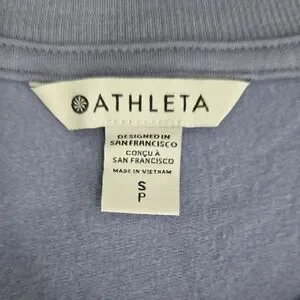 ATHLETA
DESIGNED IN
SAN FRANCISCO
CONÇU À
SAN FRANCISCO
MADE IN VIETNAM
S
P